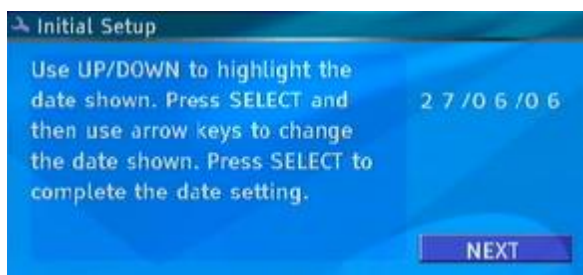 Initial Setup
Use UP/DOWN to highlight the
date shown. Press SELECT and
then use arrow keys to change
the date shown. Press SELECT to
complete the date setting.
2 7 /0 6 /0 6
NEXT